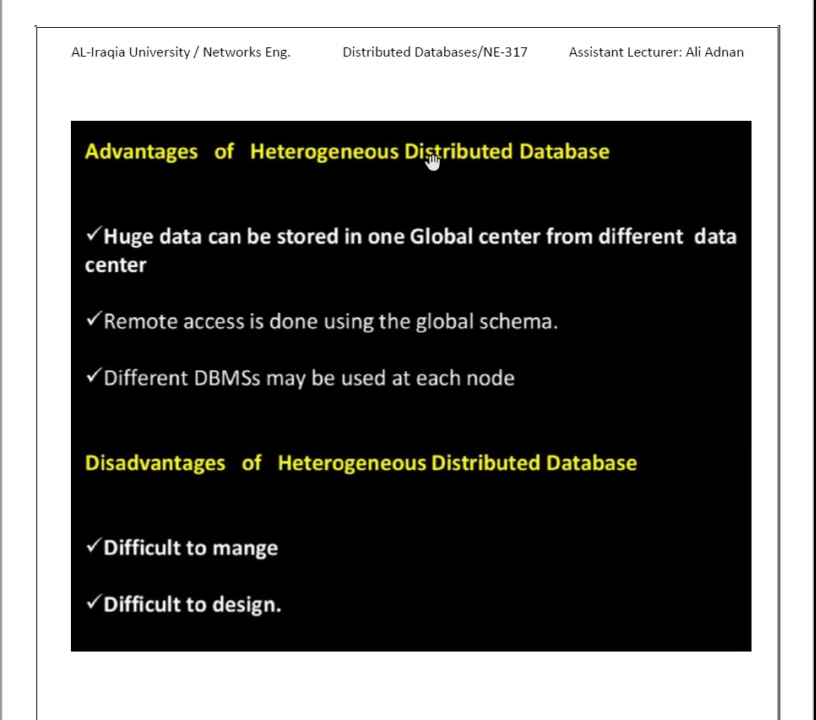 AL-Iraqia University / Networks Eng. Distributed Databases/NE-317 Assistant Lecturer: Ali Adnan
Advantages of Heterogeneous Distributed Database
✓Huge data can be stored in one Global center from different data
center
✓Remote access is done using the global schema.
✓Different DBMSs may be used at each node
Disadvantages of Heterogeneous Distributed Database
✓Difficult to mange
✓Difficult to design.